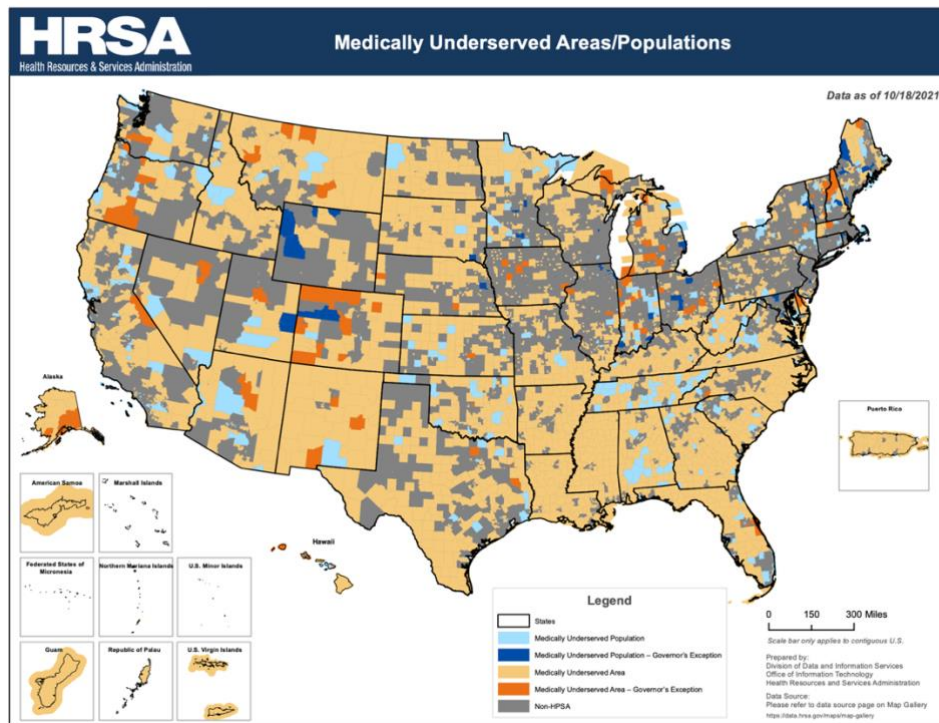 HRSA
Health Resources & Services Administration
Medically Underserved Areas/Populations
Data as of 10/18/2021
Alaska
Puerto Rico
American Samoa
Marshall Islands
Hawaii
Federated States of Micronesia
Northern Mariana Islands
U.S. Minor Islands
Guam
Republic of Palau
U.S. Virgin Islands
Legend
States
Medically Underserved Population
Medically Underserved Population – Governor's Exception
Medically Underserved Area
Medically Underserved Area – Governor's Exception
Non-HPSA
0 150 300 Miles
Scale bar only applies to contiguous U.S.
Prepared by:
Division of Data and Information Services
Office of Information Technology
Health Resources and Services Administration
Data Source:
Please refer to data source page on Map Gallery
https://data.hrsa.gov/maps/map-gallery